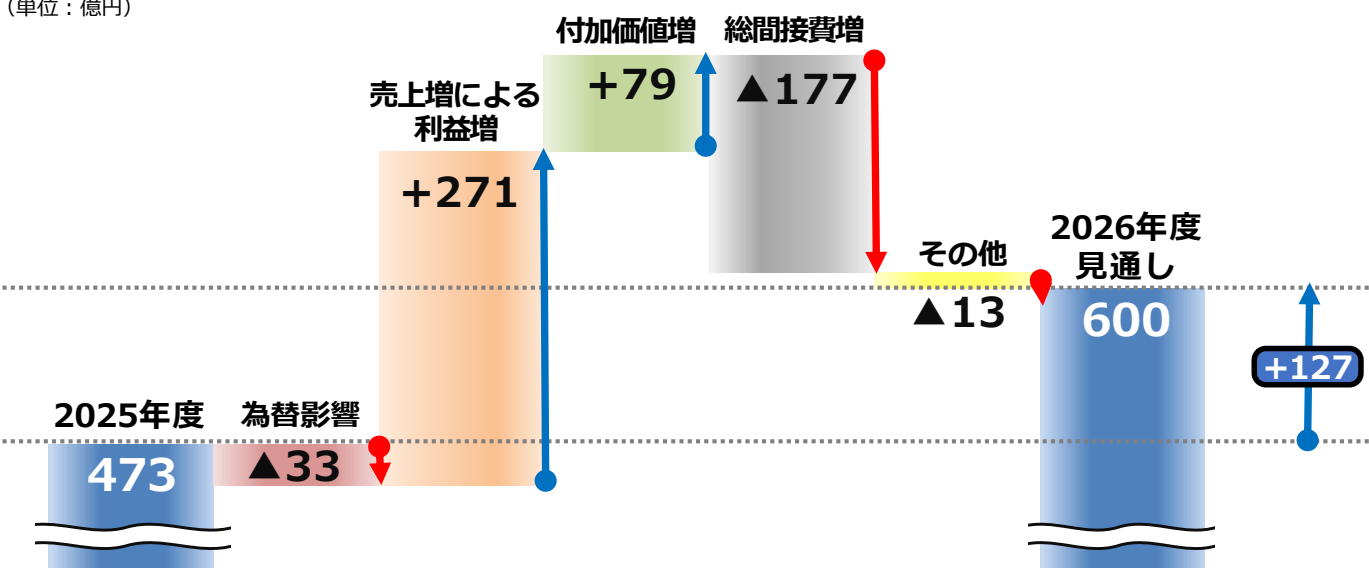 （単位：億円）
付加価値増
総間接費増
+79
▲177
売上増による
利益増
+271
その他
▲13
2026年度
見通し
600
+127
2025年度
473
為替影響
▲33